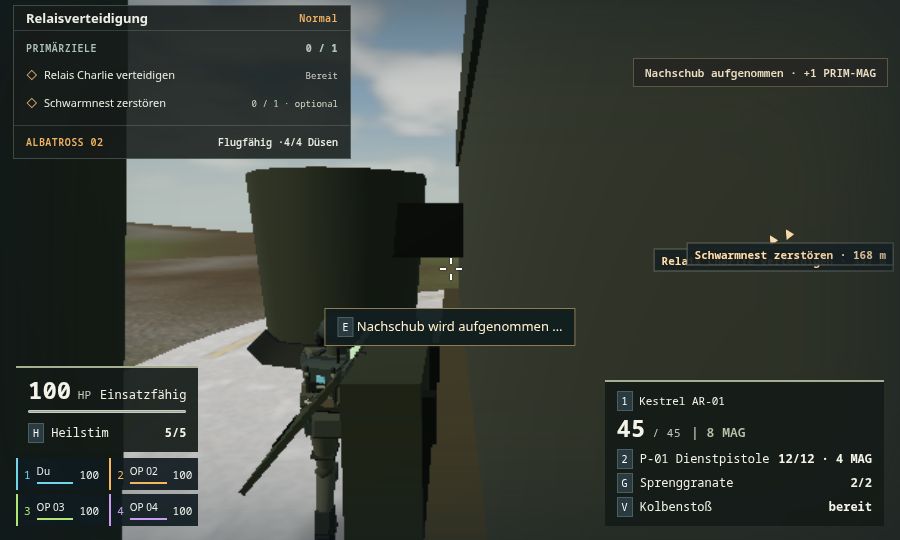 Relaisverteidigung Normal
PRIMÄRZIELE 0 / 1
Relais Charlie verteidigen Bereit
Schwarmnest zerstören 0 / 1 · optional
ALBATROSS 02 Flugfähig ·4/4 Düsen
Nachschub aufgenommen · +1 PRIM-MAG
Schwarmnest zerstören · 168 m
Rela
E Nachschub wird aufgenommen ...
100 HP Einsatzfähig
H Heilstim 5/5
1 Du 100 2 OP 02 100
3 OP 03 100 4 OP 04 100
1 Kestrel AR-01
45 / 45 | 8 MAG
2 P-01 Dienstpistole 12/12 · 4 MAG
G Sprenggranate 2/2
V Kolbenstoß bereit